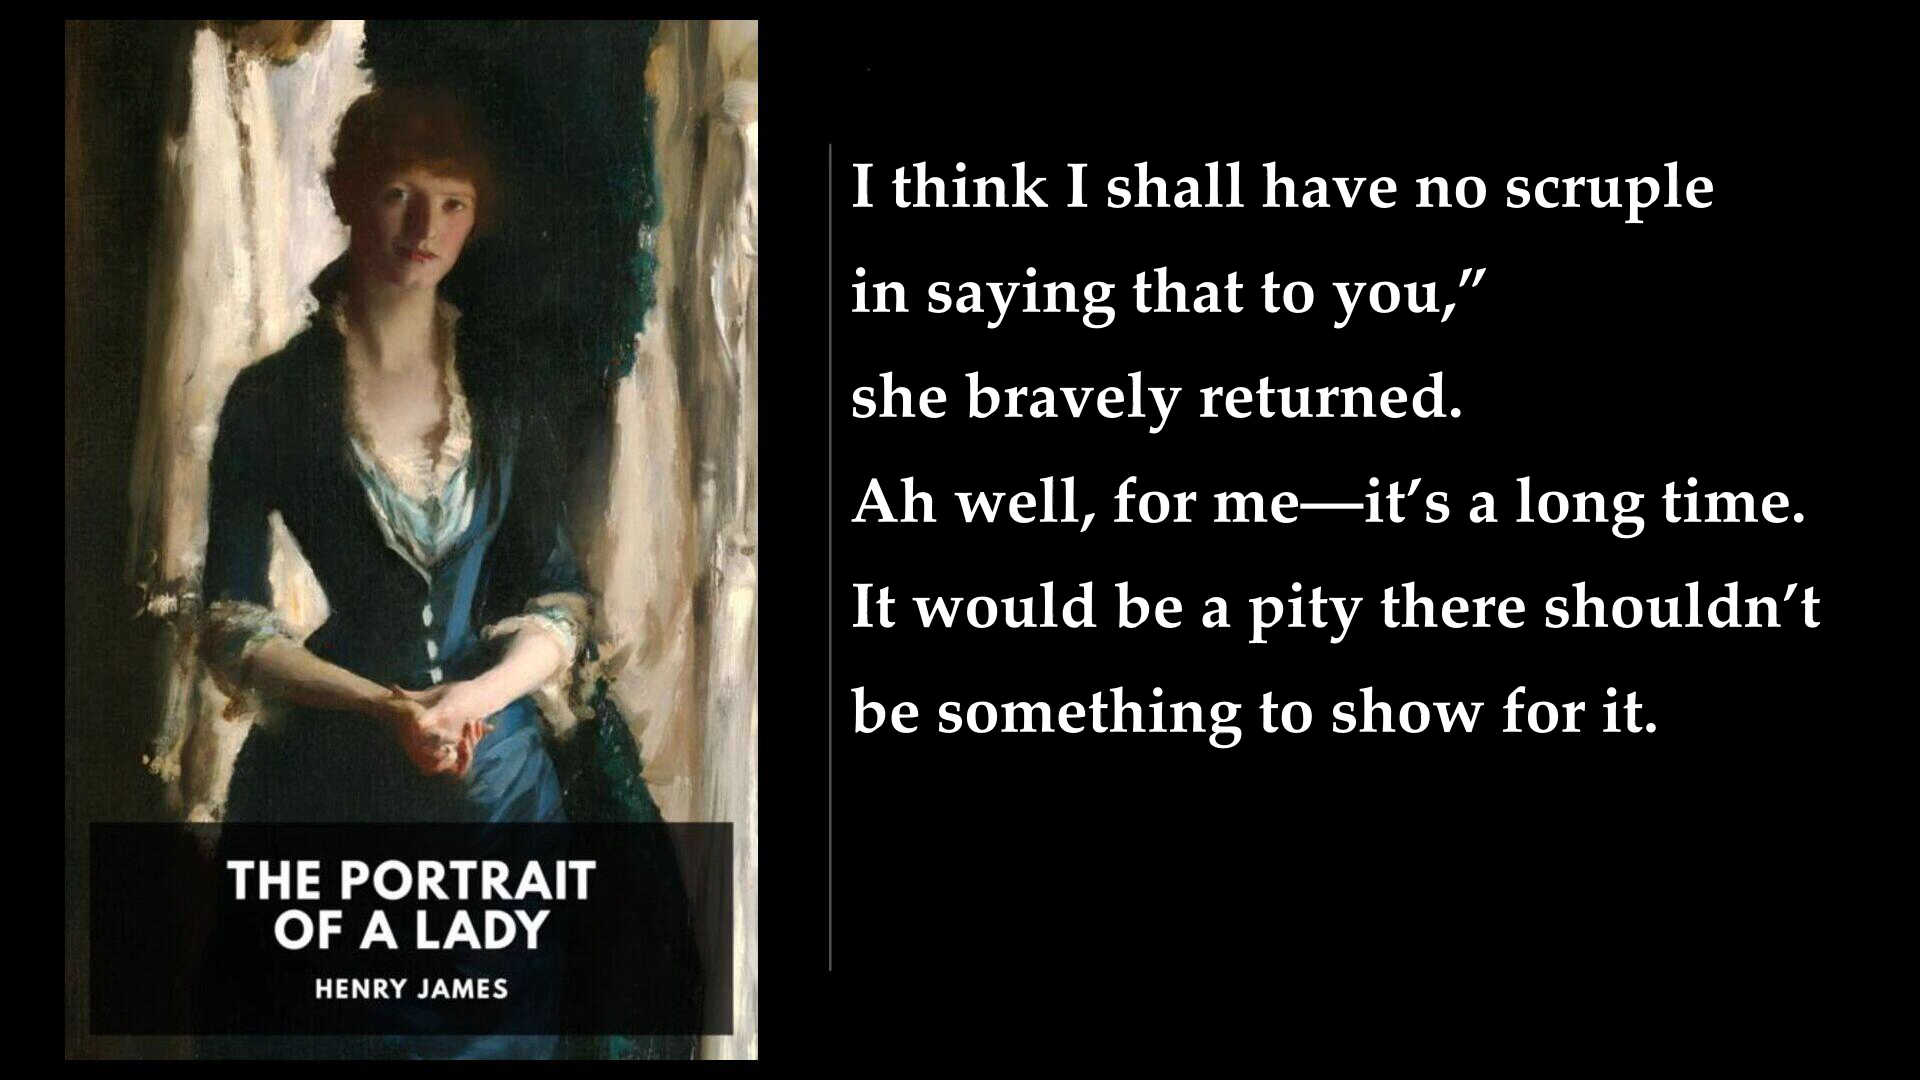 THE PORTRAIT
OF A LADY
HENRY JAMES
I think I shall have no scruple
in saying that to you,”
she bravely returned.
Ah well, for me—it’s a long time.
It would be a pity there shouldn’t
be something to show for it.